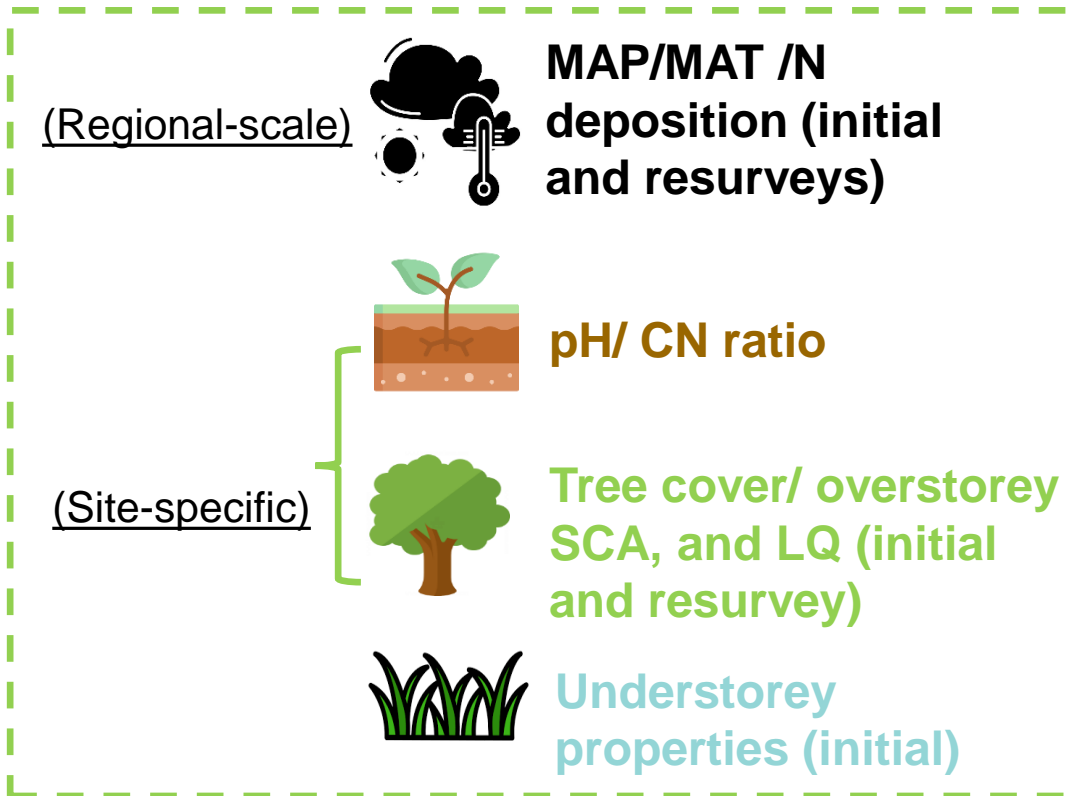 (Regional-scale)
MAP/MAT /N
deposition (initial
and resurveys)
pH/ CN ratio
(Site-specific)
Tree cover/ overstorey
SCA, and LQ (initial
and resurvey)
Understorey
properties (initial)